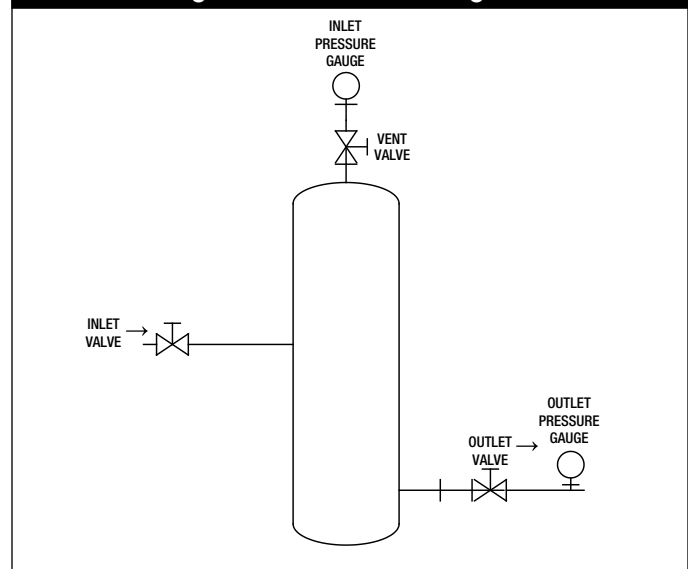 INLET
PRESSURE
GAUGE
VENT
VALVE
INLET
VALVE
OUTLET
PRESSURE
GAUGE
OUTLET
VALVE